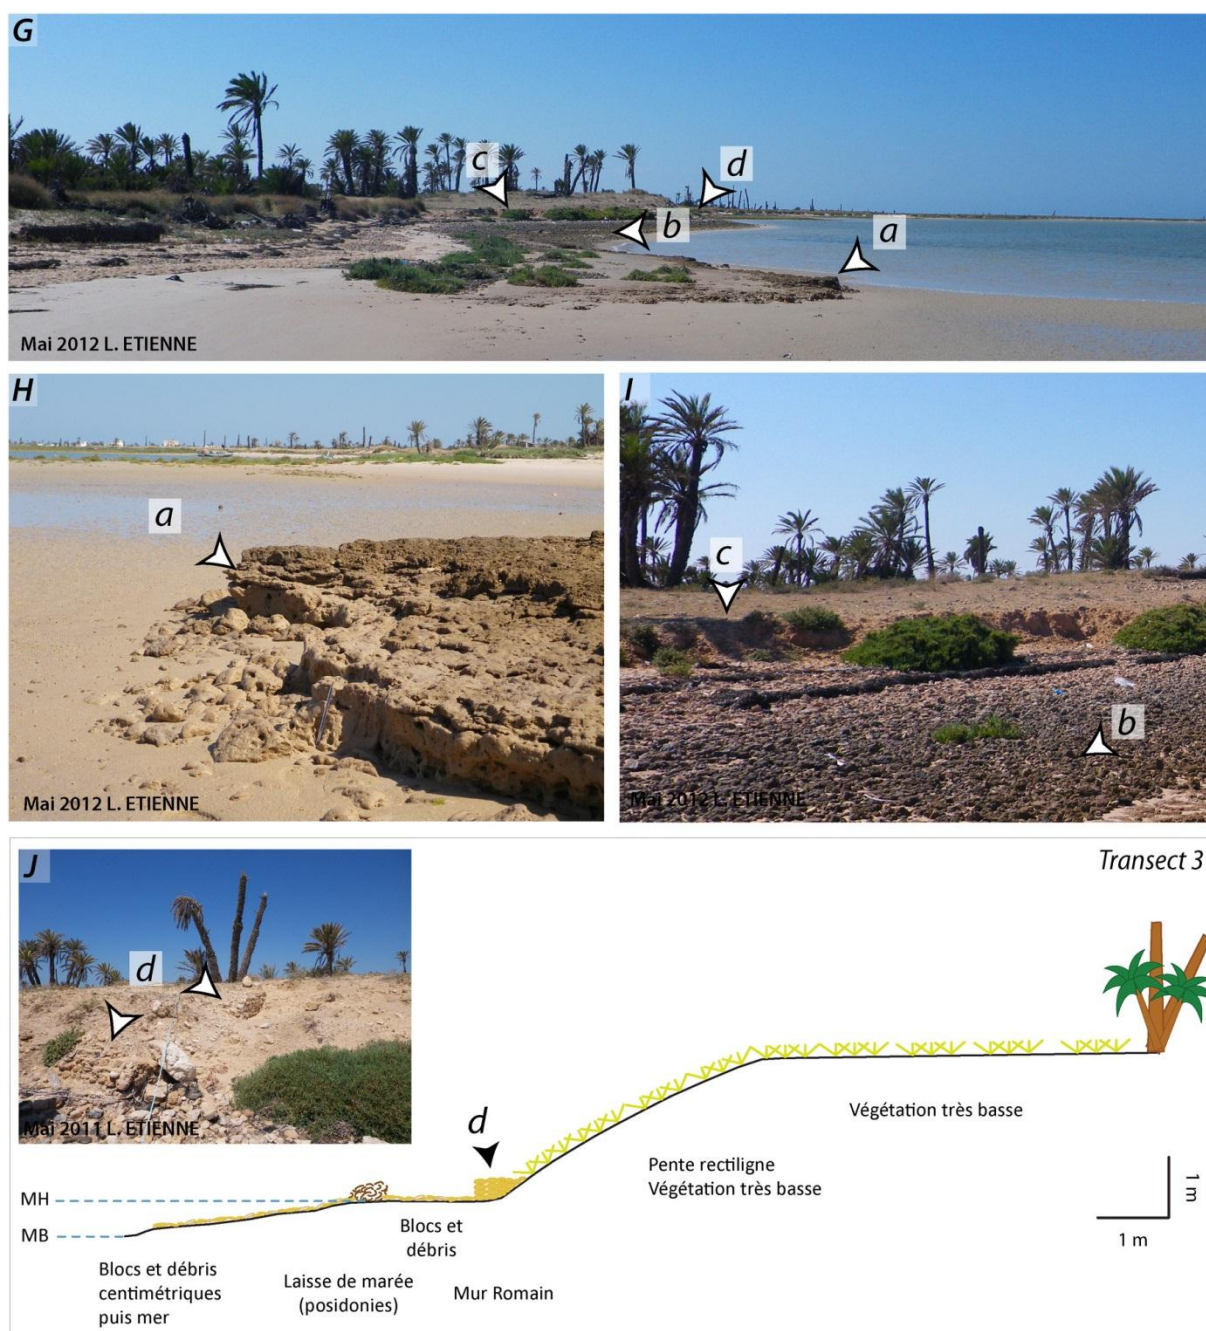 G
c
d
b
a
Mai 2012 L. ETIENNE
H
a
Mai 2012 L. ETIENNE
I
c
b
Mai 2012 L. ETIENNE
J
d
Mai 2011 L. ETIENNE
Transect 3
d
Végétation très basse
Pente rectiligne
Végétation très basse
MH
MB
Blocs et
débris
1 m
1 m
Blocs et débris
centimétriques
puis mer
Laisse de marée
(posidonies)
Mur Romain